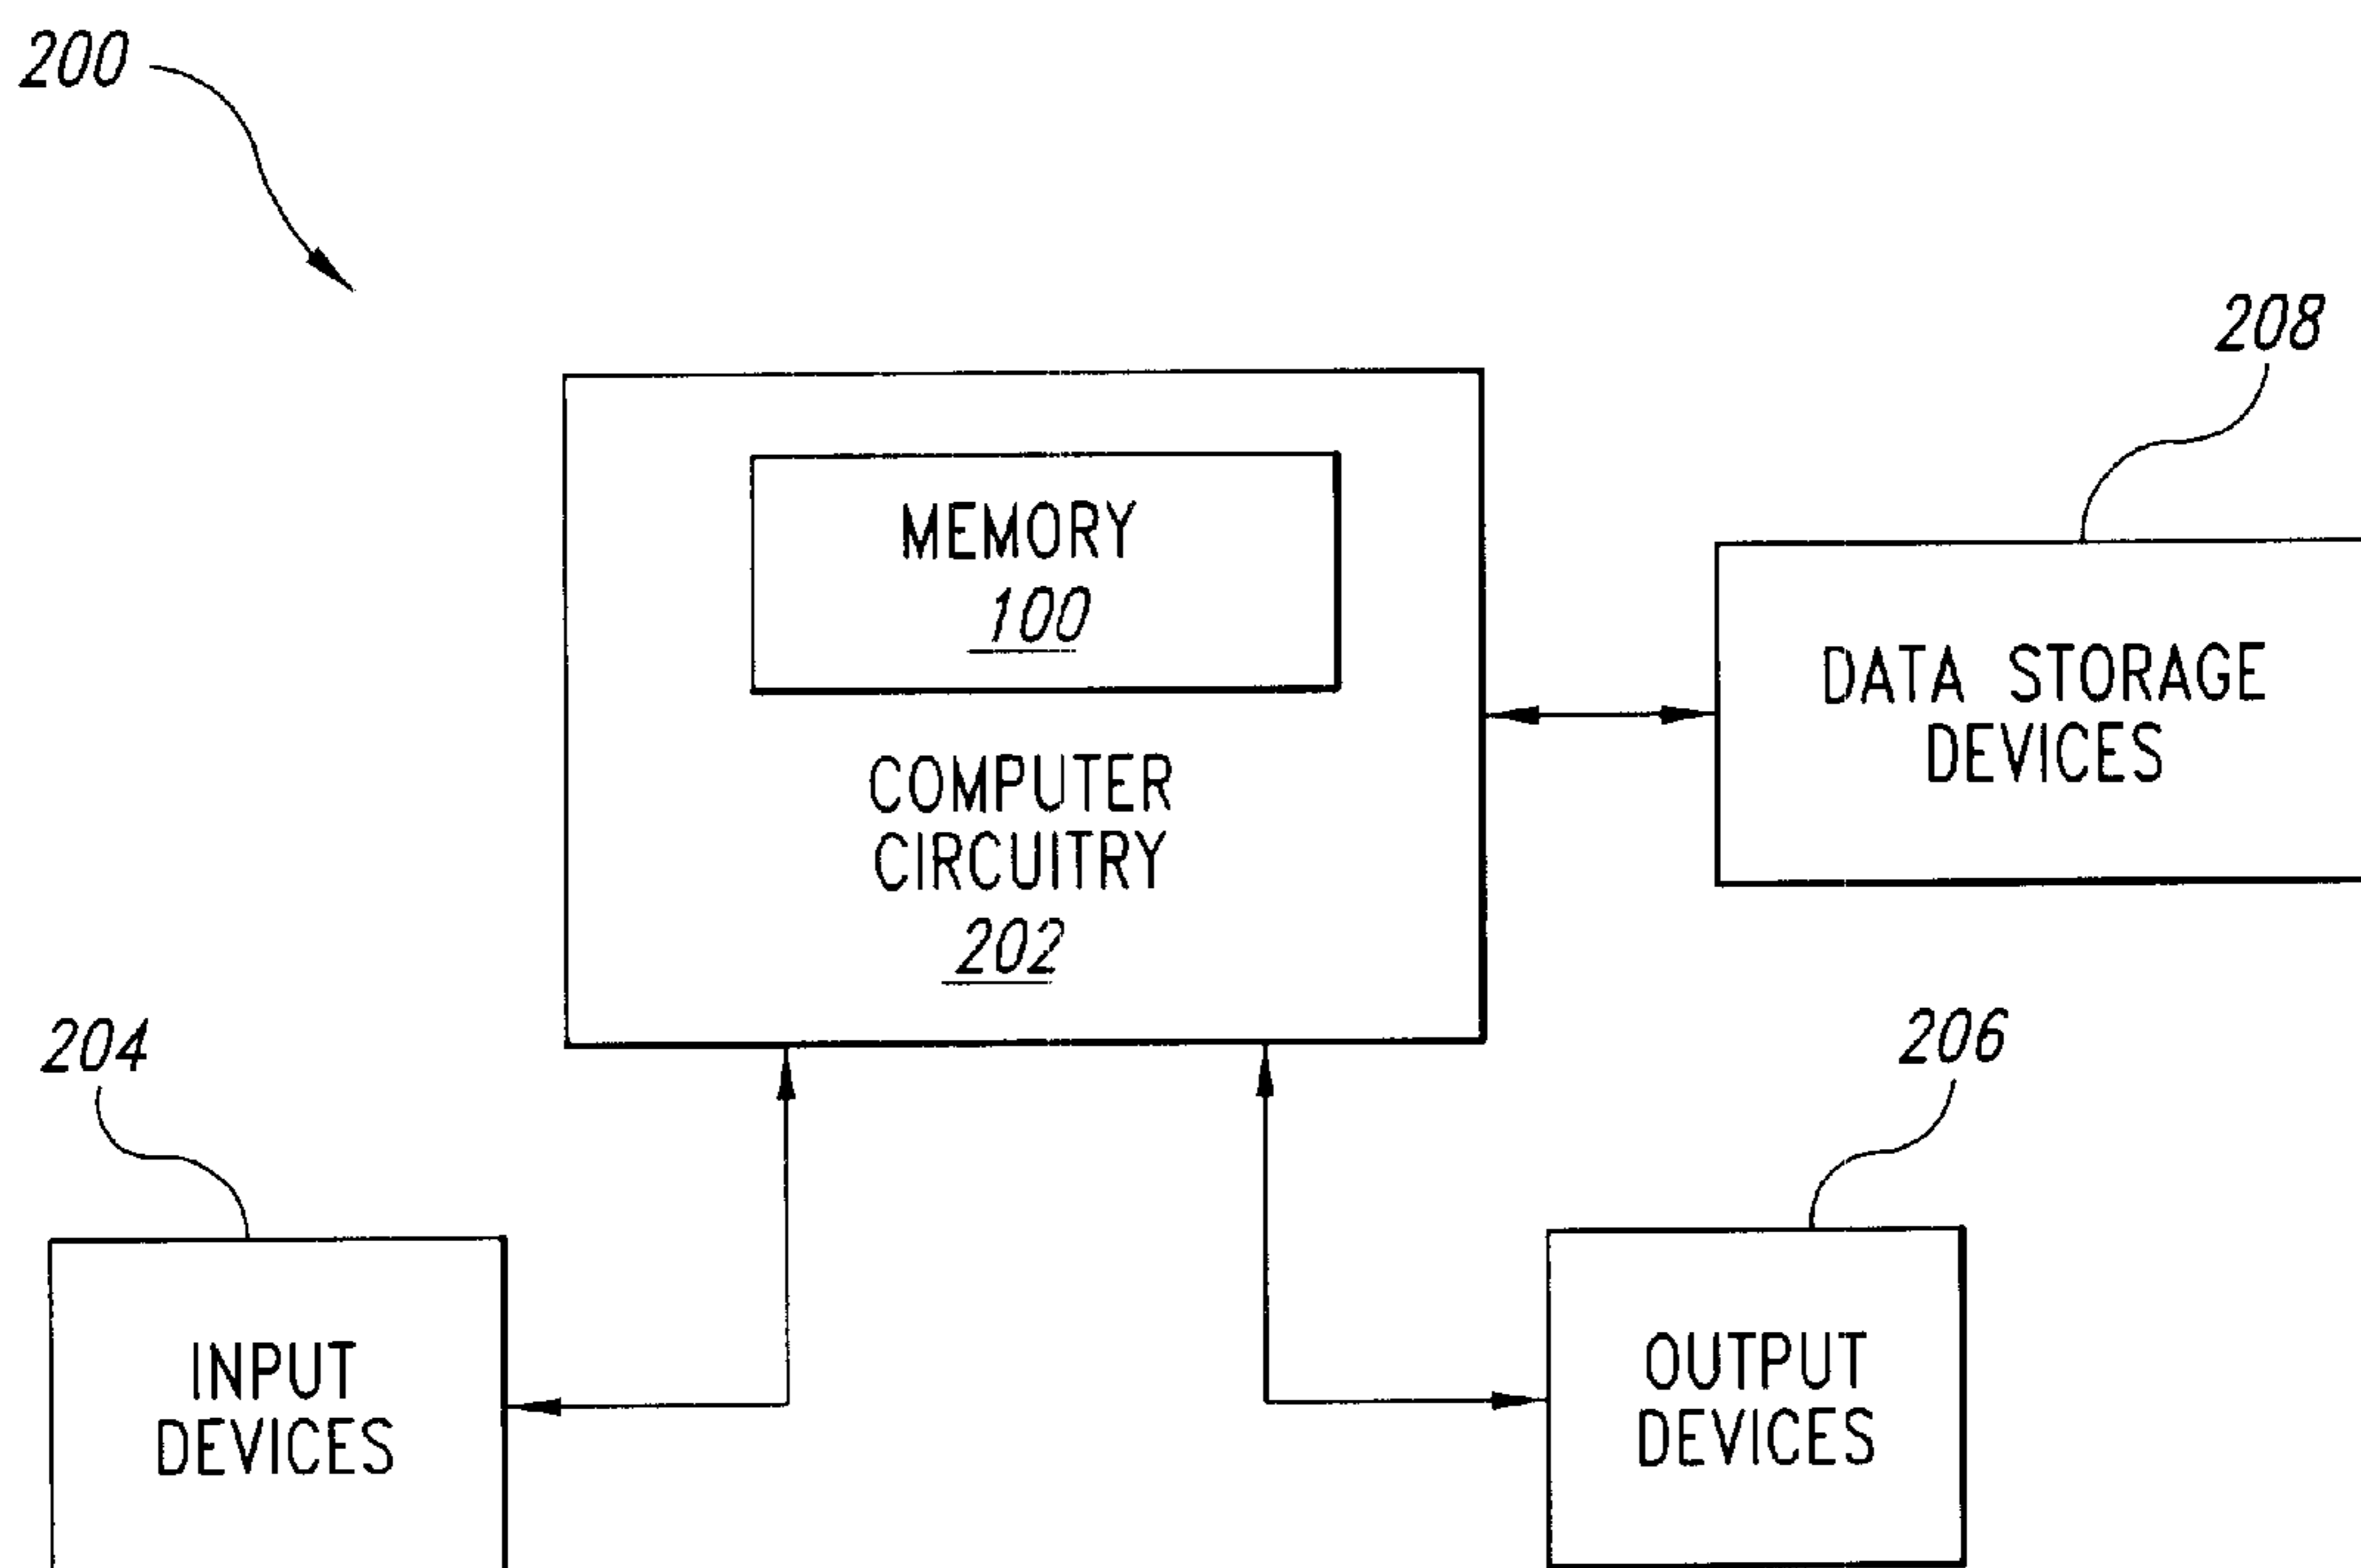 200
208
MEMORY
100
DATA STORAGE
DEVICES
COMPUTER
CIRCUITRY
202
204
206
INPUT
DEVICES
OUTPUT
DEVICES